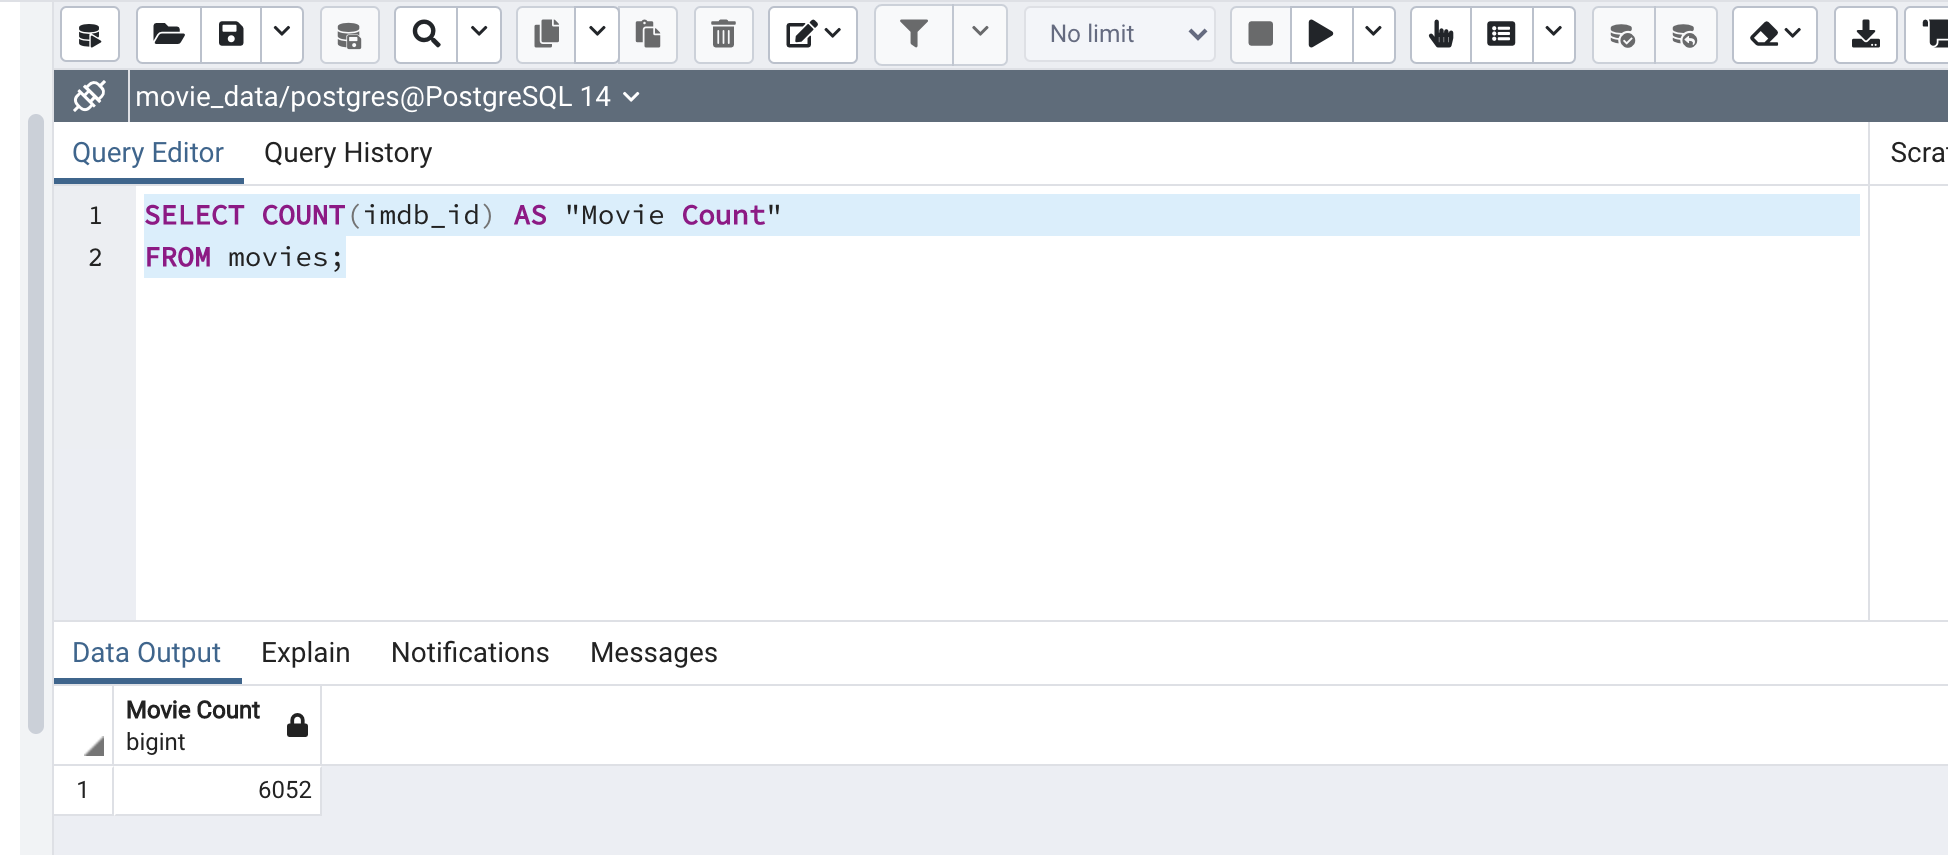 No limit
movie_data/postgres@PostgreSQL 14
Query Editor Query History
1 SELECT COUNT(imdb_id) AS "Movie Count"
2 FROM movies;
Data Output Explain Notifications Messages
Movie Count
bigint
1 6052